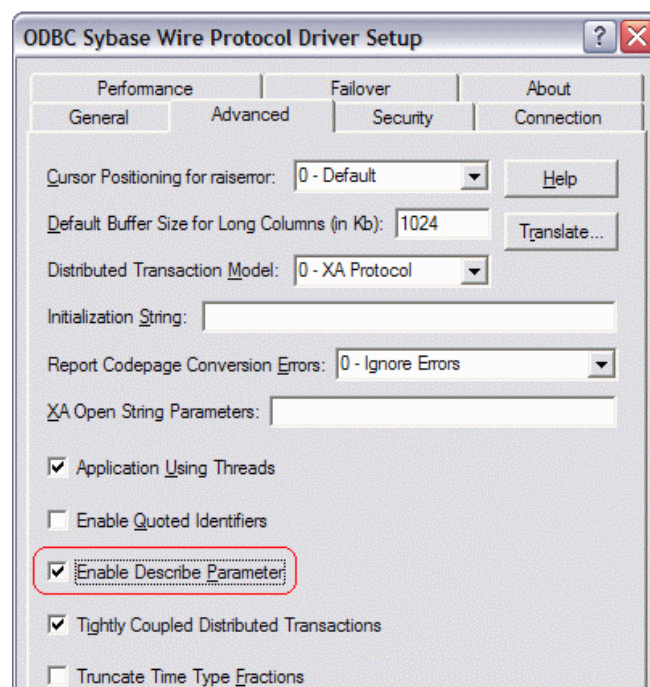 ODBC Sybase Wire Protocol Driver Setup ?
Performance Failover About
General Advanced Security Connection
Cursor Positioning for raiserror: 0 - Default Help
Default Buffer Size for Long Columns (in Kb): 1024 Translate...
Distributed Transaction Model: 0 - XA Protocol
Initialization String:
Report Codepage Conversion Errors: 0 - Ignore Errors
XA Open String Parameters:
Application Using Threads
Enable Quoted Identifiers
Enable Describe Parameter
Tightly Coupled Distributed Transactions
Truncate Time Type Fractions